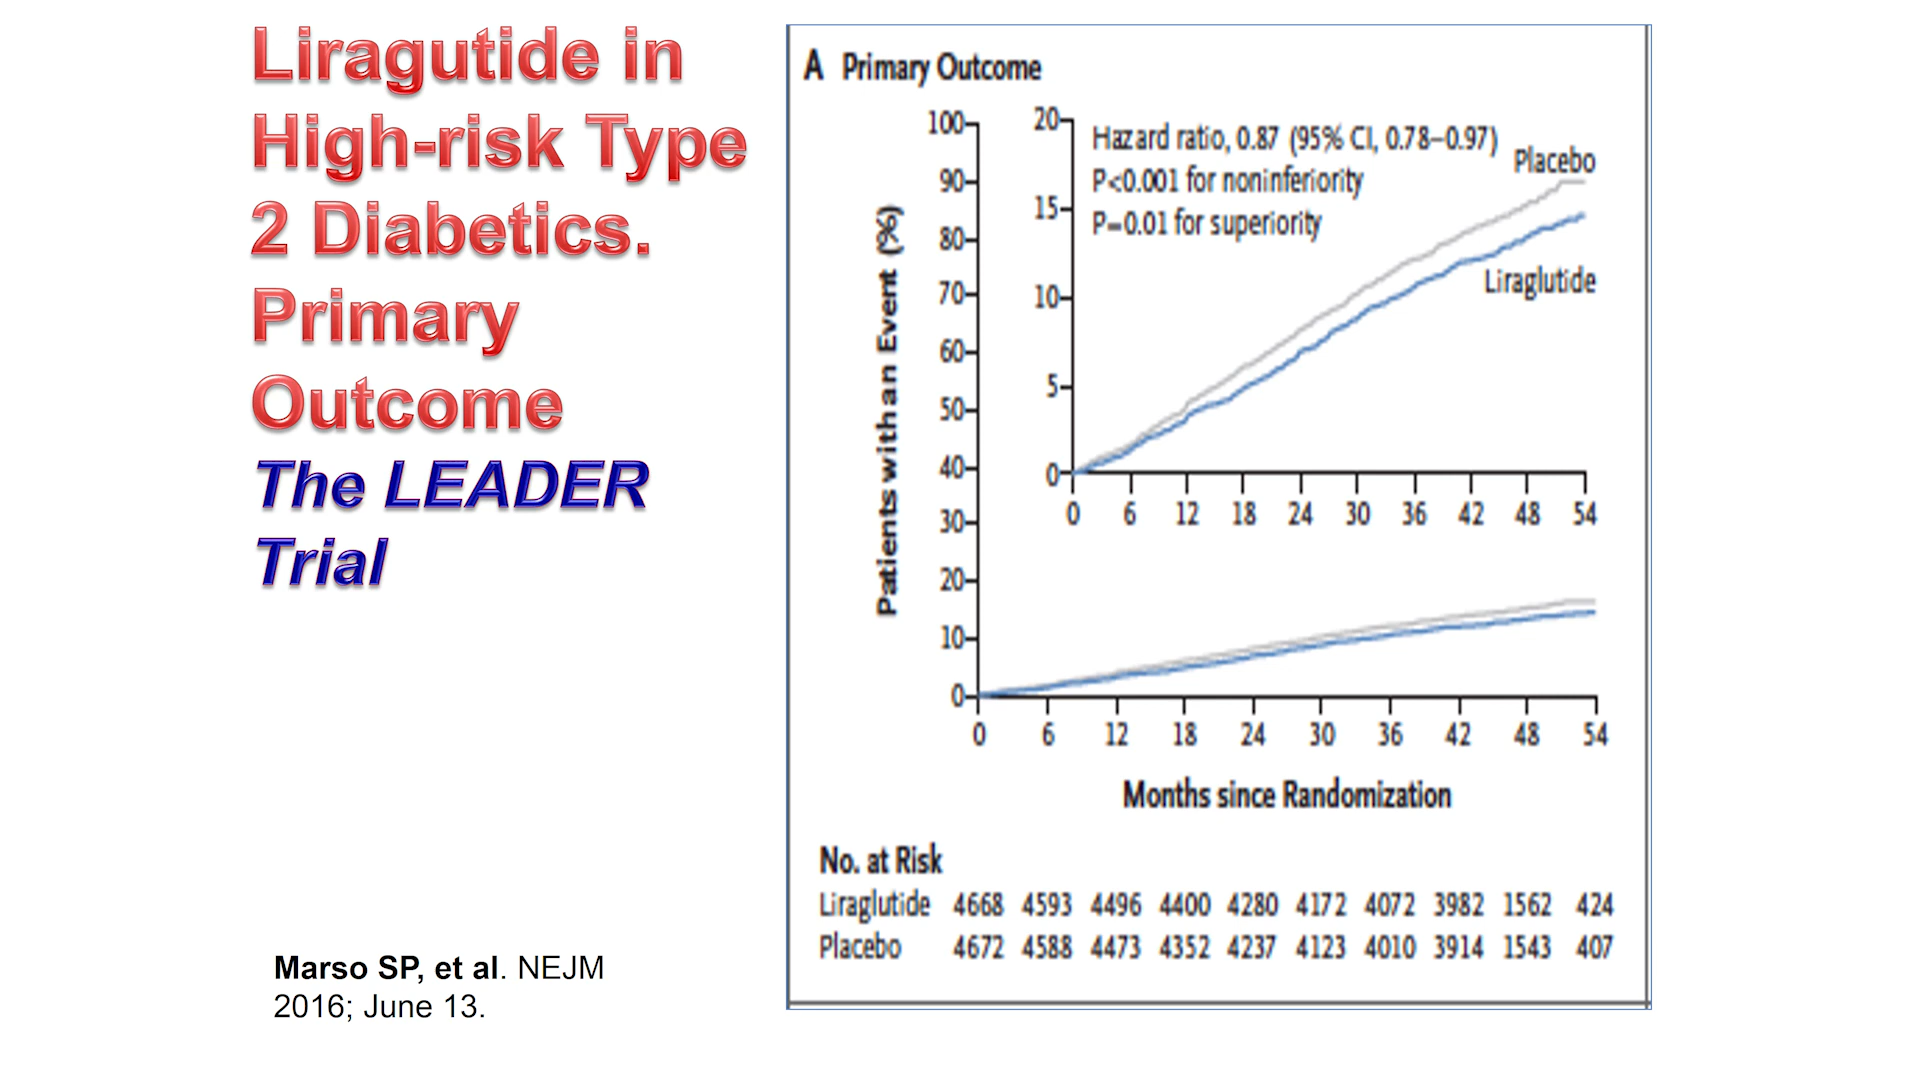 Liragutide in
High-risk Type
2 Diabetics.
Primary
Outcome
The LEADER
Trial
Marso SP, et al. NEJM
2016; June 13.
A Primary Outcome
Patients with an Event (%)
100
90
80
70
60
50
40
30
20
10
0
0 6 12 18 24 30 36 42 48 54
20
15
10
5
0
0 6 12 18 24 30 36 42 48 54
Hazard ratio, 0.87 (95% CI, 0.78–0.97)
P<0.001 for noninferiority
P=0.01 for superiority
Placebo
Liraglutide
Months since Randomization
No. at Risk
Liraglutide 4668 4593 4496 4400 4280 4172 4072 3982 1562 424
Placebo 4672 4588 4473 4352 4237 4123 4010 3914 1543 407